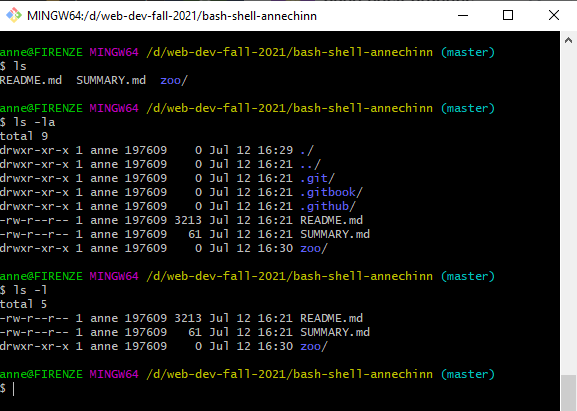 MINGW64:/d/web-dev-fall-2021/bash-shell-annechinn
anne@FIRENZE MINGW64 /d/web-dev-fall-2021/bash-shell-annechinn (master)
$ ls
README.md  SUMMARY.md  zoo/
anne@FIRENZE MINGW64 /d/web-dev-fall-2021/bash-shell-annechinn (master)
$ ls -la
total 9
drwxr-xr-x 1 anne 197609    0 Jul 12 16:29 ./
drwxr-xr-x 1 anne 197609    0 Jul 12 16:21 ../
drwxr-xr-x 1 anne 197609    0 Jul 12 16:21 .git/
drwxr-xr-x 1 anne 197609    0 Jul 12 16:21 .gitbook/
drwxr-xr-x 1 anne 197609    0 Jul 12 16:21 .github/
-rw-r--r-- 1 anne 197609 3213 Jul 12 16:21 README.md
-rw-r--r-- 1 anne 197609   61 Jul 12 16:21 SUMMARY.md
drwxr-xr-x 1 anne 197609    0 Jul 12 16:30 zoo/
anne@FIRENZE MINGW64 /d/web-dev-fall-2021/bash-shell-annechinn (master)
$ ls -l
total 5
-rw-r--r-- 1 anne 197609 3213 Jul 12 16:21 README.md
-rw-r--r-- 1 anne 197609   61 Jul 12 16:21 SUMMARY.md
drwxr-xr-x 1 anne 197609    0 Jul 12 16:30 zoo/
anne@FIRENZE MINGW64 /d/web-dev-fall-2021/bash-shell-annechinn (master)
$